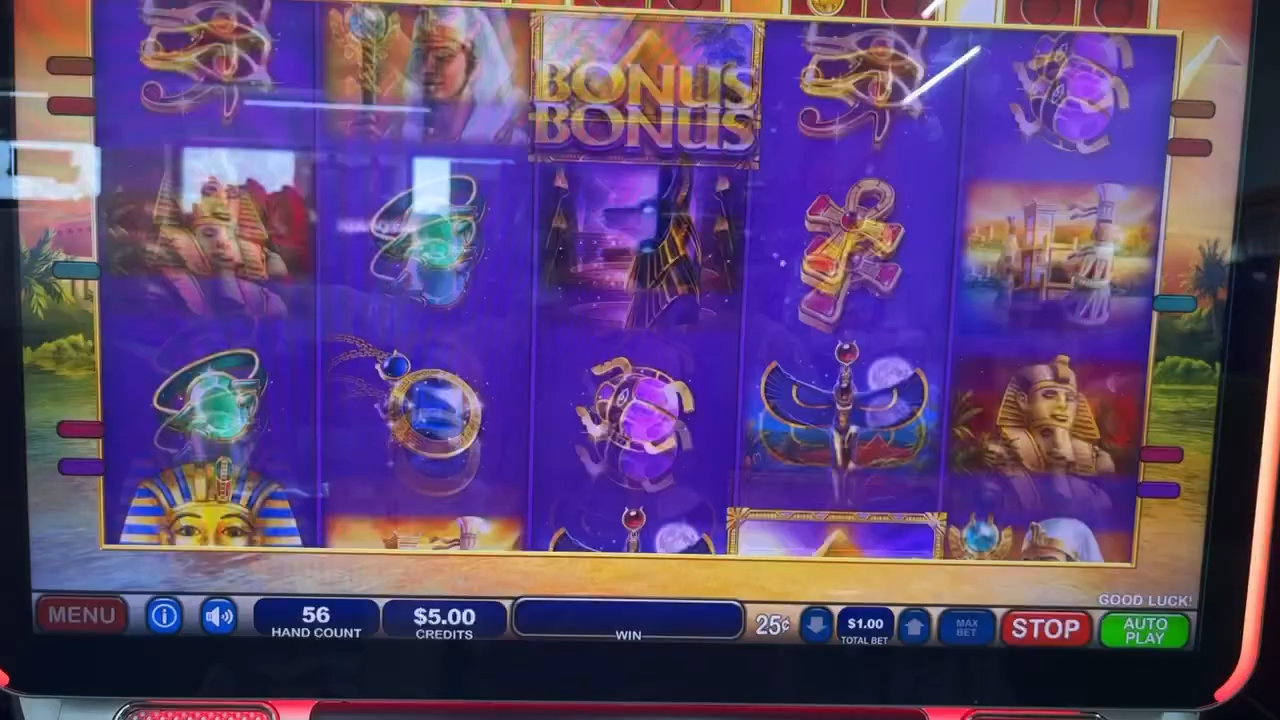 BONUS
BONUS
GOOD LUCK!
MENU
56
HAND COUNT
$5.00
CREDITS
WIN
25¢
$1.00
TOTAL BET
MAX
BET
STOP
AUTO
PLAY